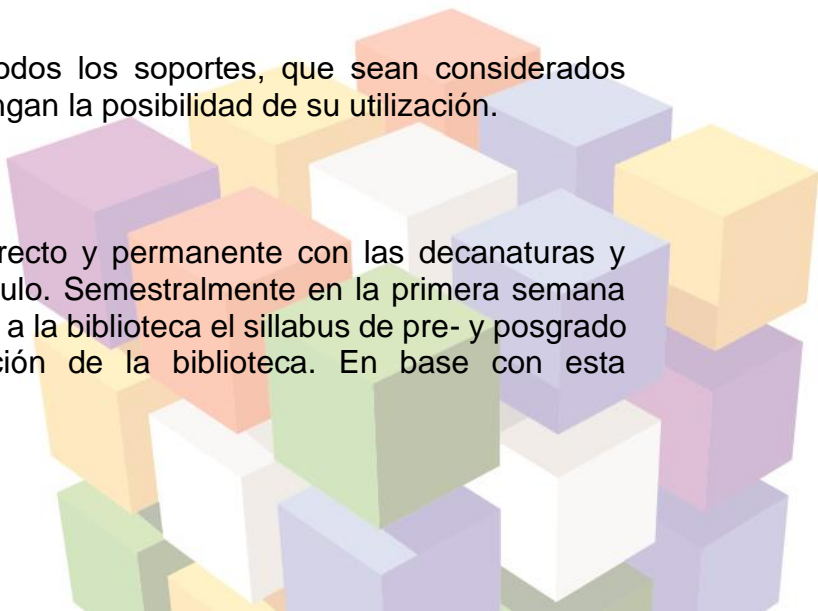 odos los soportes, que sean considerados
ngan la posibilidad de su utilización.
recto y permanente con las decanaturas y
ulo. Semestralmente en la primera semana
a la biblioteca el sillabus de pre- y posgrado
ción de la biblioteca. En base con esta